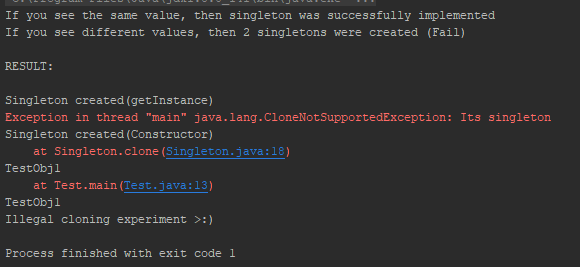 If you see the same value, then singleton was successfully implemented
If you see different values, then 2 singletons were created (Fail)
RESULT:
Singleton created(getInstance)
Exception in thread "main" java.lang.CloneNotSupportedException: Its singleton
Singleton created(Constructor)
at Singleton.clone(Singleton.java:18)
TestObj1
at Test.main(Test.java:13)
TestObj1
Illegal cloning experiment >:)
Process finished with exit code 1